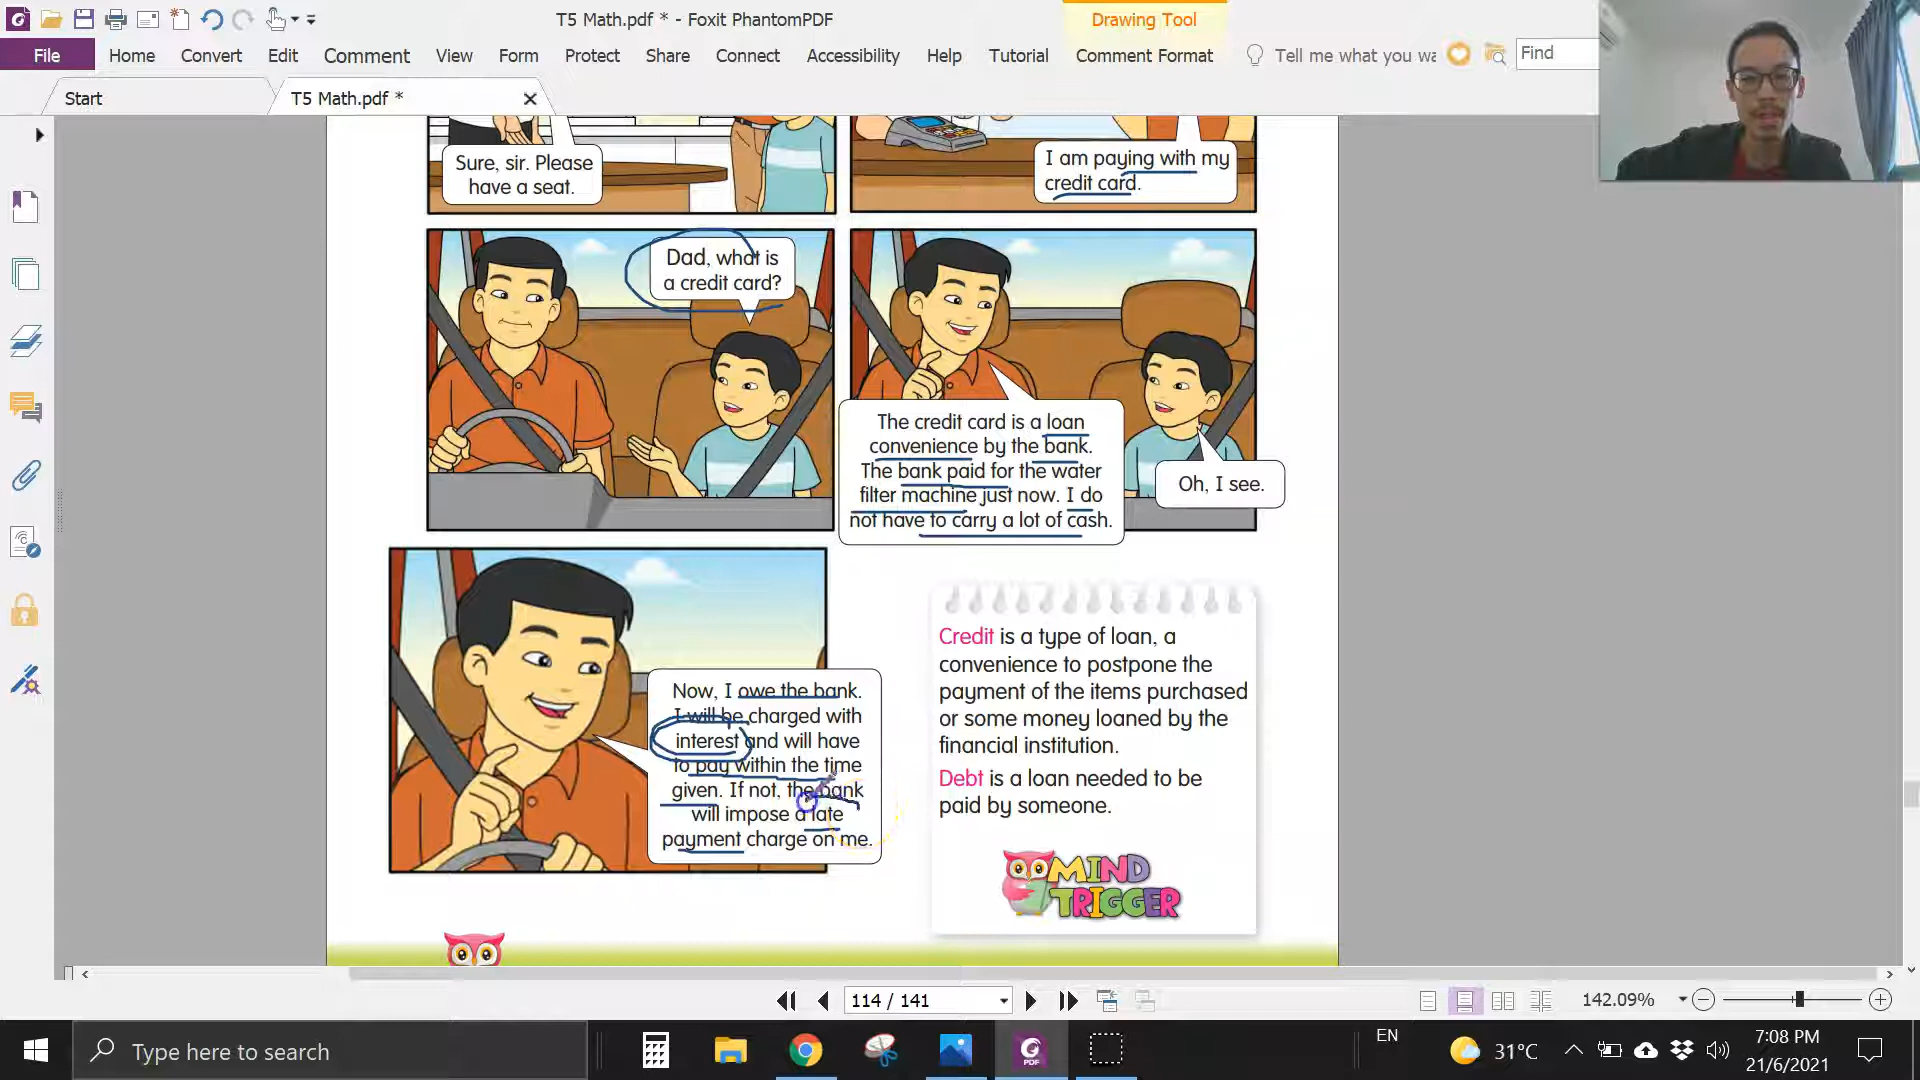 T5 Math.pdf * - Foxit PhantomPDF
Drawing Tool
File
Home
Convert
Edit
Comment
View
Form
Protect
Share
Connect
Accessibility
Help
Tutorial
Comment Format
Tell me what you wa
Find
Start
T5 Math.pdf *
Sure, sir. Please
have a seat.
I am paying with my
credit card.
Dad, what is
a credit card?
The credit card is a loan
convenience by the bank.
The bank paid for the water
filter machine just now. I do
not have to carry a lot of cash.
Oh, I see.
Now, I owe the bank.
I will be charged with
interest and will have
to pay within the time
given. If not, the bank
will impose a late
payment charge on me.
Credit is a type of loan, a
convenience to postpone the
payment of the items purchased
or some money loaned by the
financial institution.
Debt is a loan needed to be
paid by someone.
MIND
TRIGGER
114 / 141
142.09%
Type here to search
PDF
EN
31°C
7:08 PM
21/6/2021